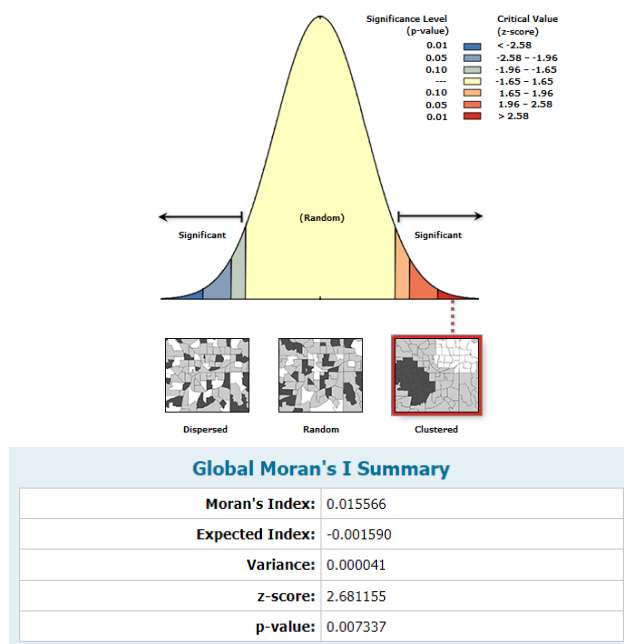 Significance Level (p-value) Critical Value (z-score)
0.01 < -2.58
0.05 -2.58 – -1.96
0.10 -1.96 – -1.65
--- -1.65 – 1.65
0.10 1.65 – 1.96
0.05 1.96 – 2.58
0.01 > 2.58
(Random)
Significant Significant
Dispersed Random Clustered
Global Moran's I Summary
Moran's Index: 0.015566
Expected Index: -0.001590
Variance: 0.000041
z-score: 2.681155
p-value: 0.007337